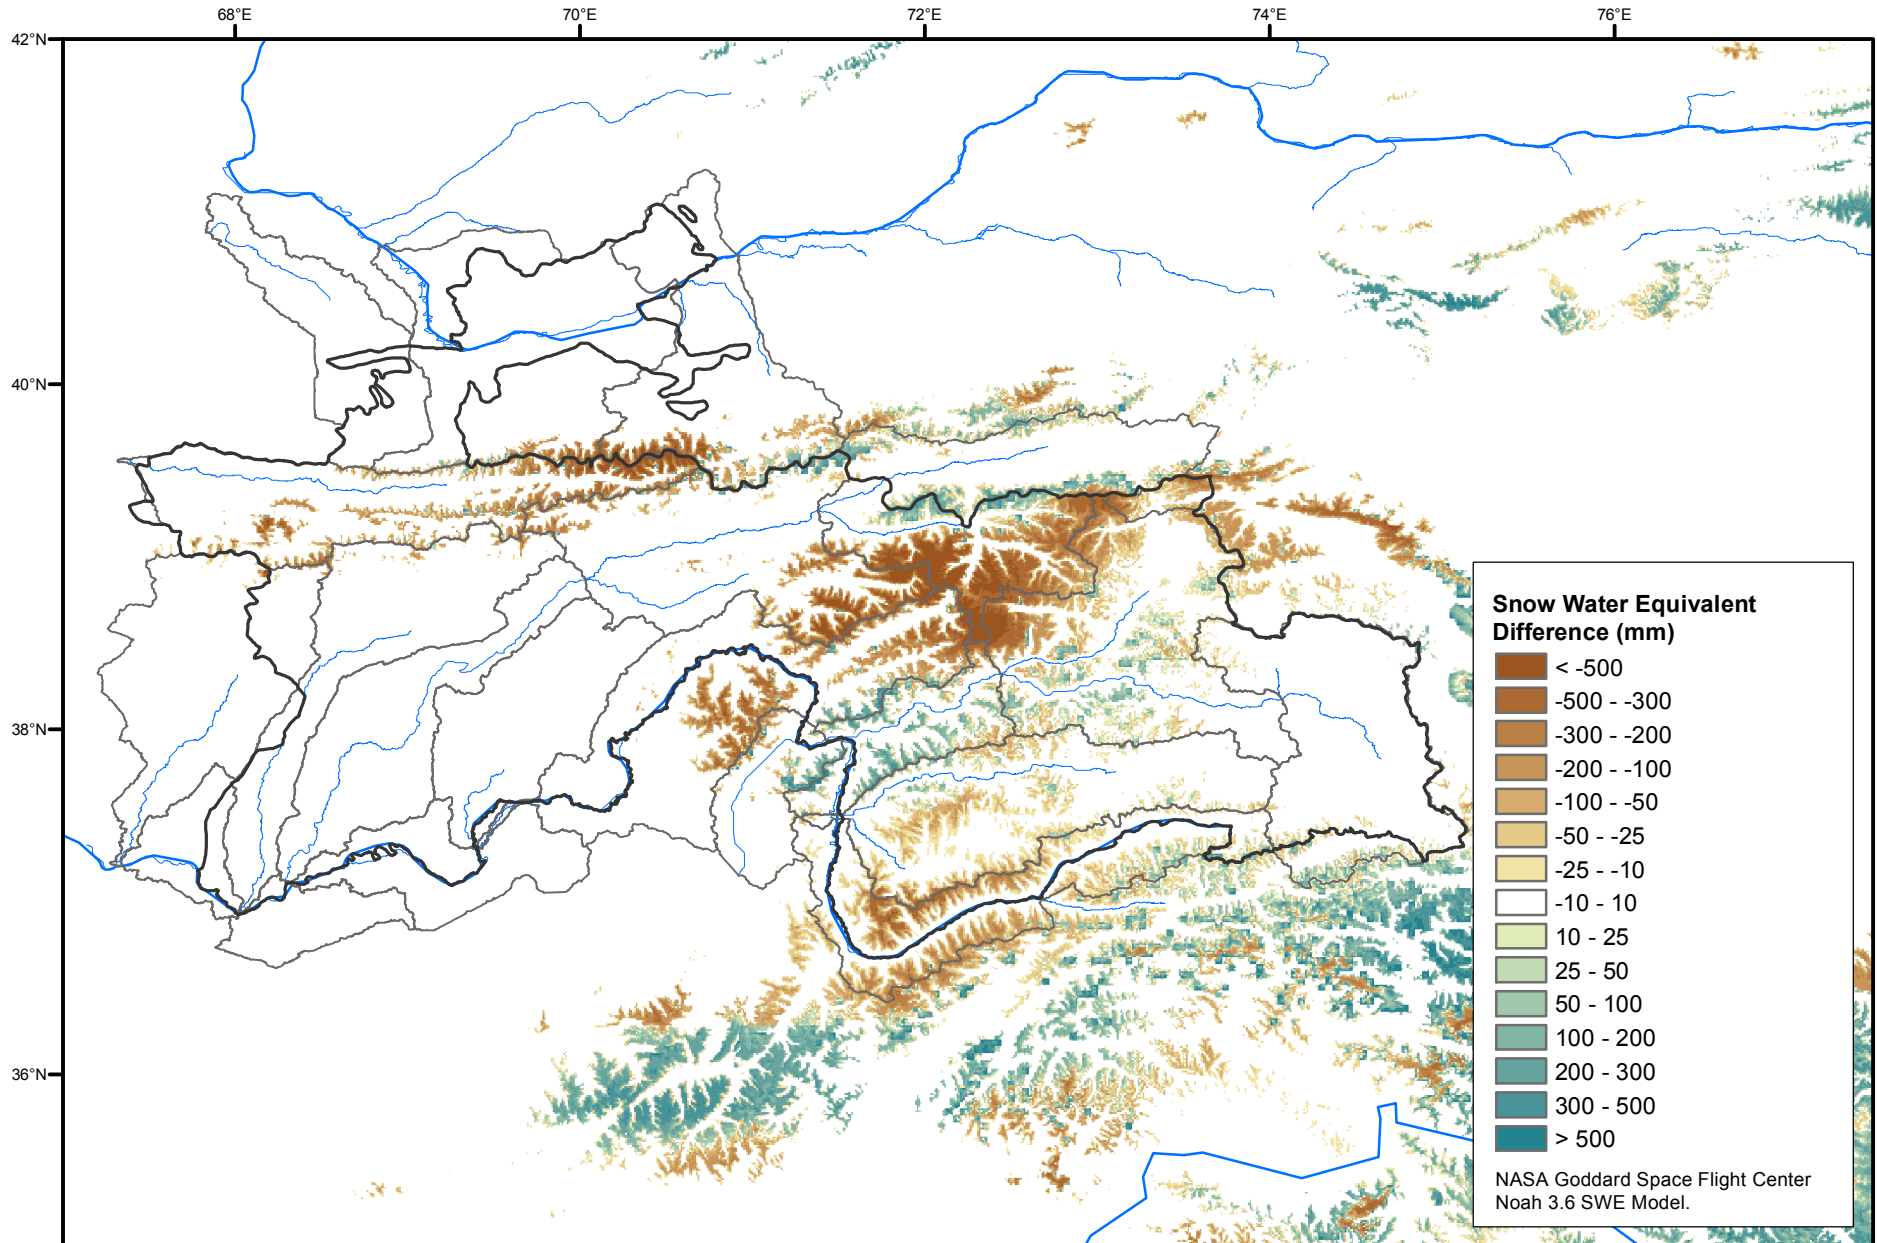 68°E 70°E 72°E 74°E 76°E
42°N
40°N
38°N
36°N
Snow Water Equivalent
Difference (mm)
< -500
-500 - -300
-300 - -200
-200 - -100
-100 - -50
-50 - -25
-25 - -10
-10 - 10
10 - 25
25 - 50
50 - 100
100 - 200
200 - 300
300 - 500
> 500
NASA Goddard Space Flight Center
Noah 3.6 SWE Model.